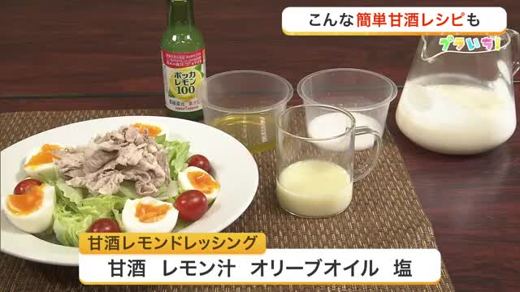 こんな簡単甘酒レシピも
プラいち!
ポッカ
レモン
100
甘酒レモンドレッシング
甘酒 レモン汁 オリーブオイル 塩